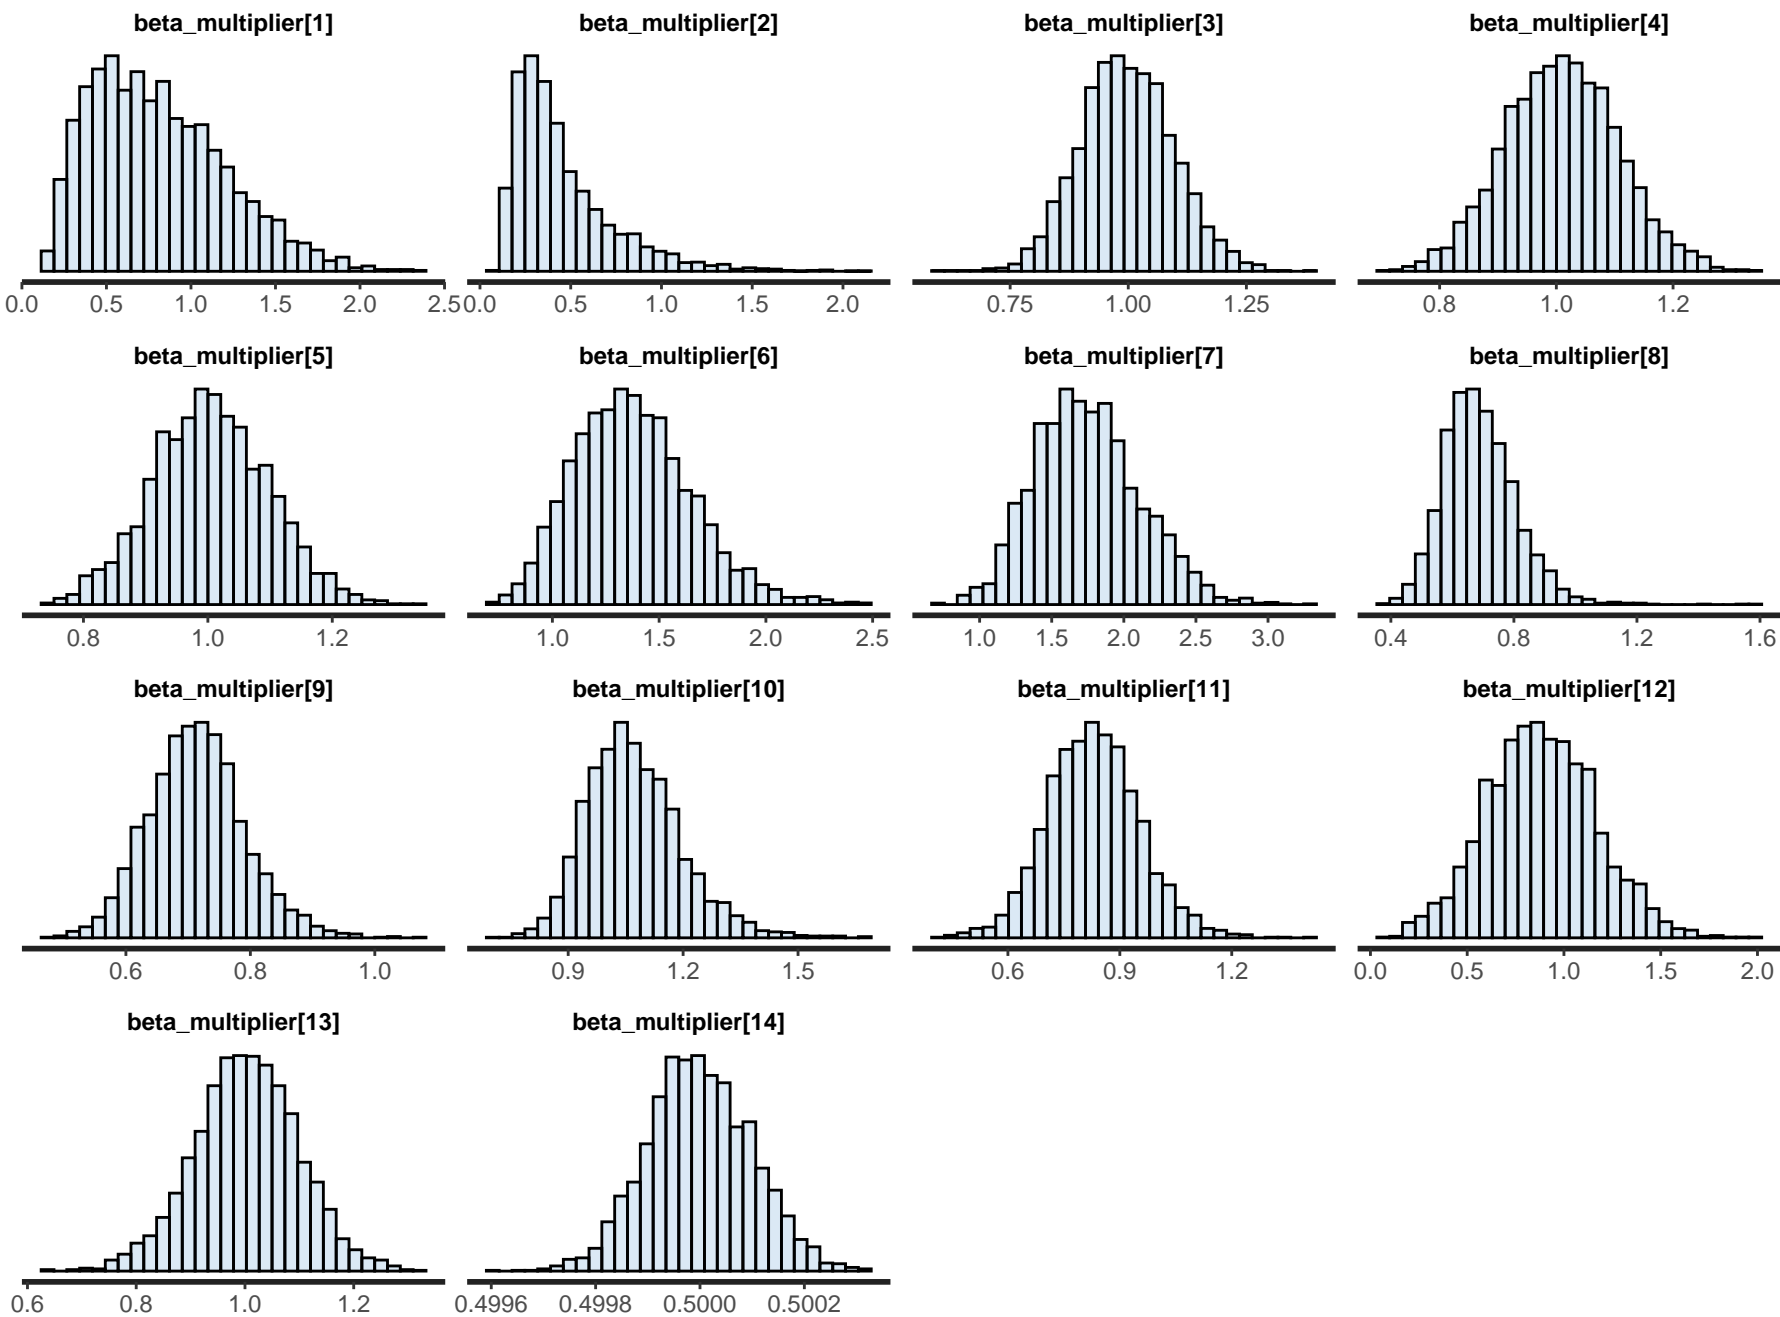 beta_multiplier[1] beta_multiplier[2] beta_multiplier[3] beta_multiplier[4]
0.0 0.5 1.0 1.5 2.0 2.5 0.0 0.5 1.0 1.5 2.0 0.75 1.00 1.25 0.8 1.0 1.2
beta_multiplier[5] beta_multiplier[6] beta_multiplier[7] beta_multiplier[8]
0.8 1.0 1.2 1.0 1.5 2.0 2.5 1.0 1.5 2.0 2.5 3.0 0.4 0.8 1.2 1.6
beta_multiplier[9] beta_multiplier[10] beta_multiplier[11] beta_multiplier[12]
0.6 0.8 1.0 0.9 1.2 1.5 0.6 0.9 1.2 0.0 0.5 1.0 1.5 2.0
beta_multiplier[13] beta_multiplier[14]
0.6 0.8 1.0 1.2 0.4996 0.4998 0.5000 0.5002